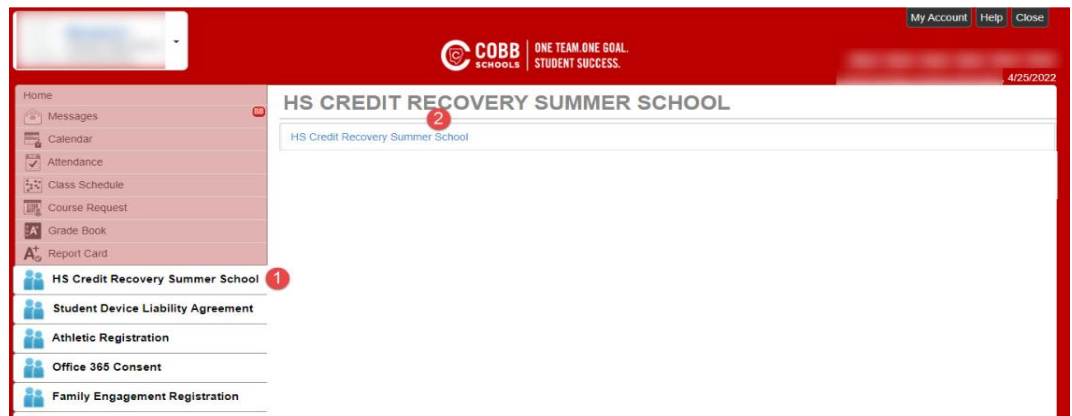 My Account Help Close
COBB SCHOOLS
ONE TEAM.ONE GOAL.
STUDENT SUCCESS.
4/25/2022
Home
Messages
Calendar
Attendance
Class Schedule
Course Request
Grade Book
Report Card
HS Credit Recovery Summer School 1
Student Device Liability Agreement
Athletic Registration
Office 365 Consent
Family Engagement Registration
HS CREDIT RECOVERY SUMMER SCHOOL
2
HS Credit Recovery Summer School